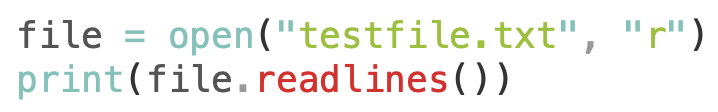 file = open("testfile.txt", "r")
print(file.readlines())